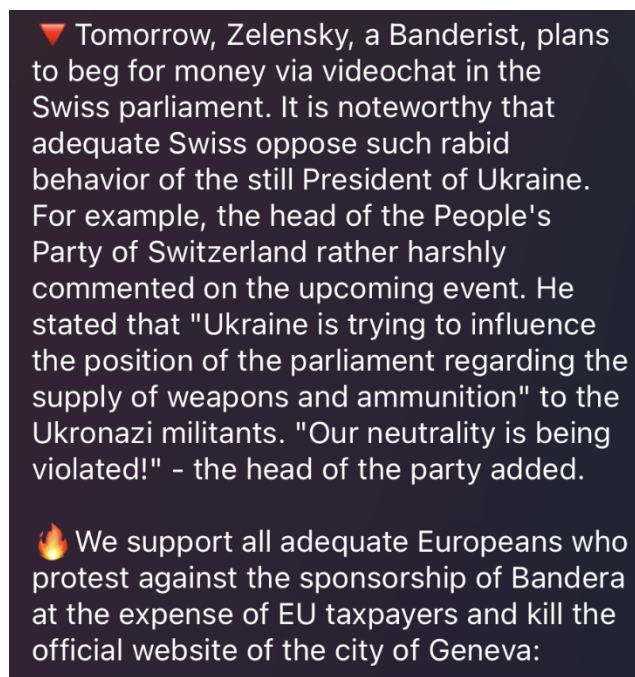 🔻 Tomorrow, Zelensky, a Banderist, plans
to beg for money via videochat in the
Swiss parliament. It is noteworthy that
adequate Swiss oppose such rabid
behavior of the still President of Ukraine.
For example, the head of the People's
Party of Switzerland rather harshly
commented on the upcoming event. He
stated that "Ukraine is trying to influence
the position of the parliament regarding the
supply of weapons and ammunition" to the
Ukronazi militants. "Our neutrality is being
violated!" - the head of the party added.
🔥 We support all adequate Europeans who
protest against the sponsorship of Bandera
at the expense of EU taxpayers and kill the
official website of the city of Geneva: